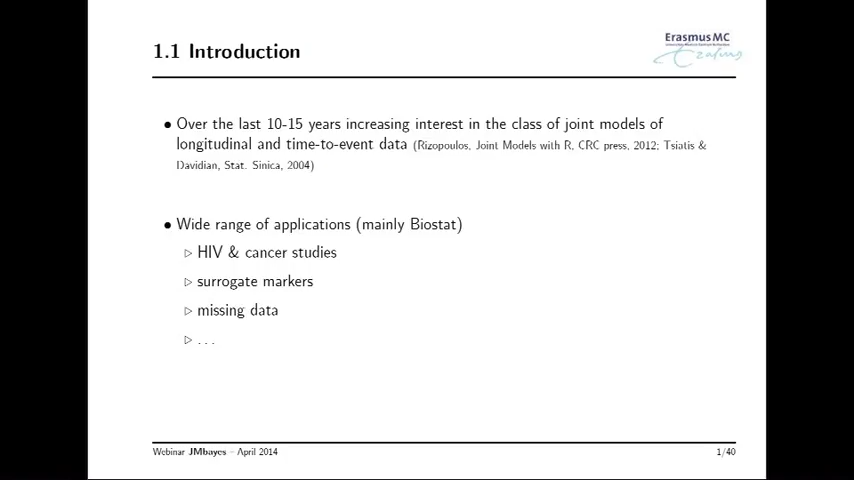 1.1 Introduction
Erasmus MC
Erasmus
• Over the last 10-15 years increasing interest in the class of joint models of
longitudinal and time-to-event data (Rizopoulos, Joint Models with R, CRC press, 2012; Tsiatis &
Davidian, Stat. Sinica, 2004)
• Wide range of applications (mainly Biostat)
▷ HIV & cancer studies
▷ surrogate markers
▷ missing data
▷ . . .
Webinar JMbayes – April 2014
1/40